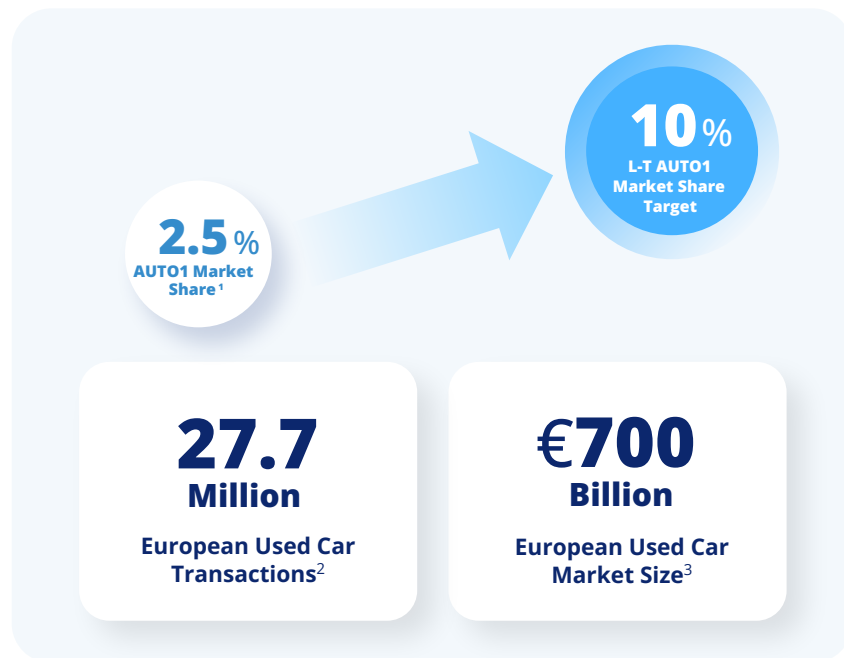 10 %
L-T AUTO1
Market Share
Target
2.5 %
AUTO1 Market
Share ¹
27.7
Million
European Used Car
Transactions²
€700
Billion
European Used Car
Market Size³